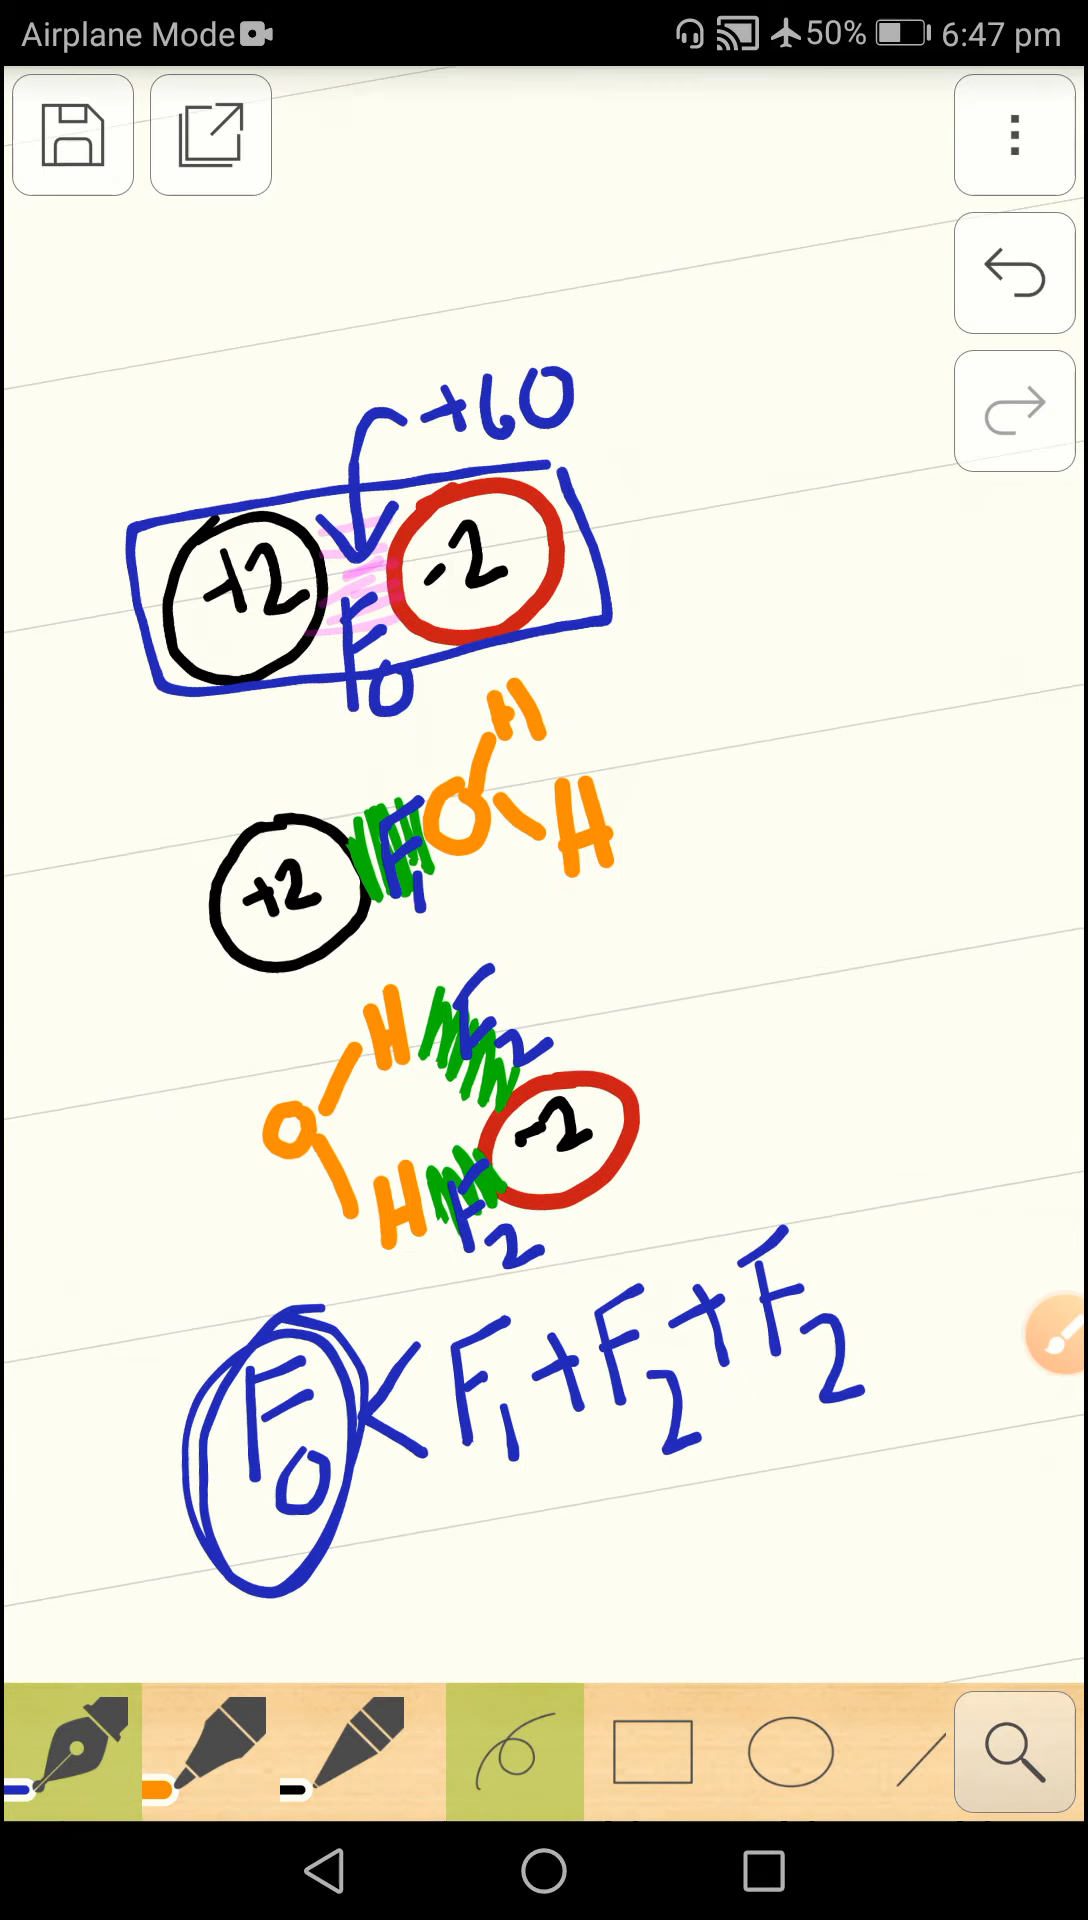 Airplane Mode 50% 6:47 pm
+60
+2 -2
F0
H
+2 F1 O H
H F2
O -2
H F2
F0 < F1 + F2 + F2